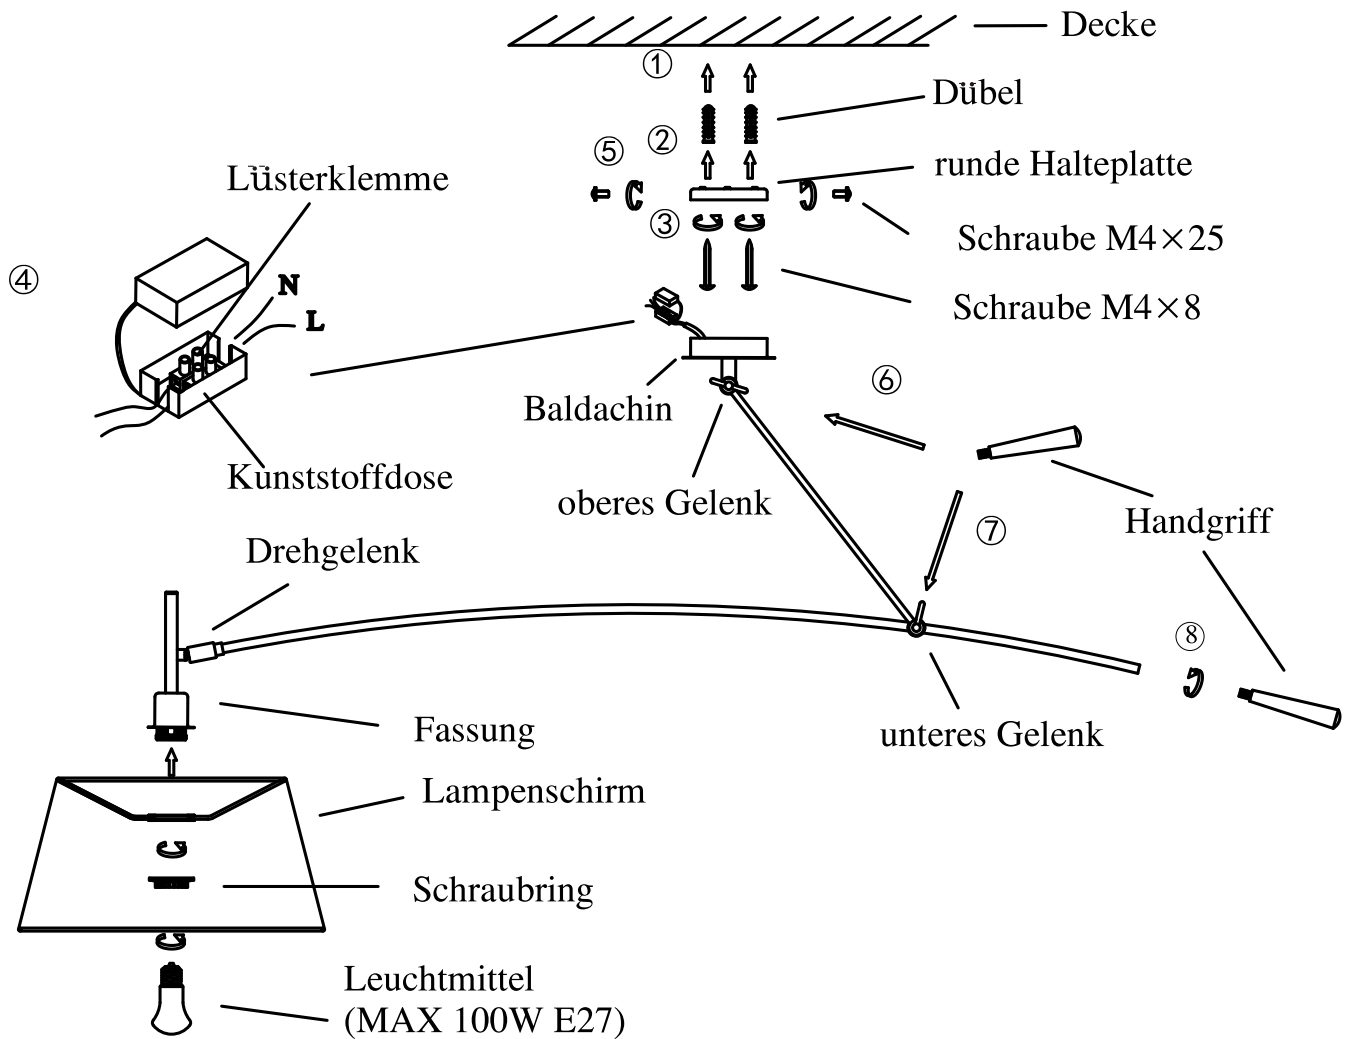 Decke
①
Dübel
②
⑤
runde Halteplatte
Lüsterklemme
③
Schraube M4×25
④
N
Schraube M4×8
L
⑥
Baldachin
Kunststoffdose
oberes Gelenk
Handgriff
⑦
Drehgelenk
⑧
Fassung
unteres Gelenk
Lampenschirm
Schraubring
Leuchtmittel
(MAX 100W E27)